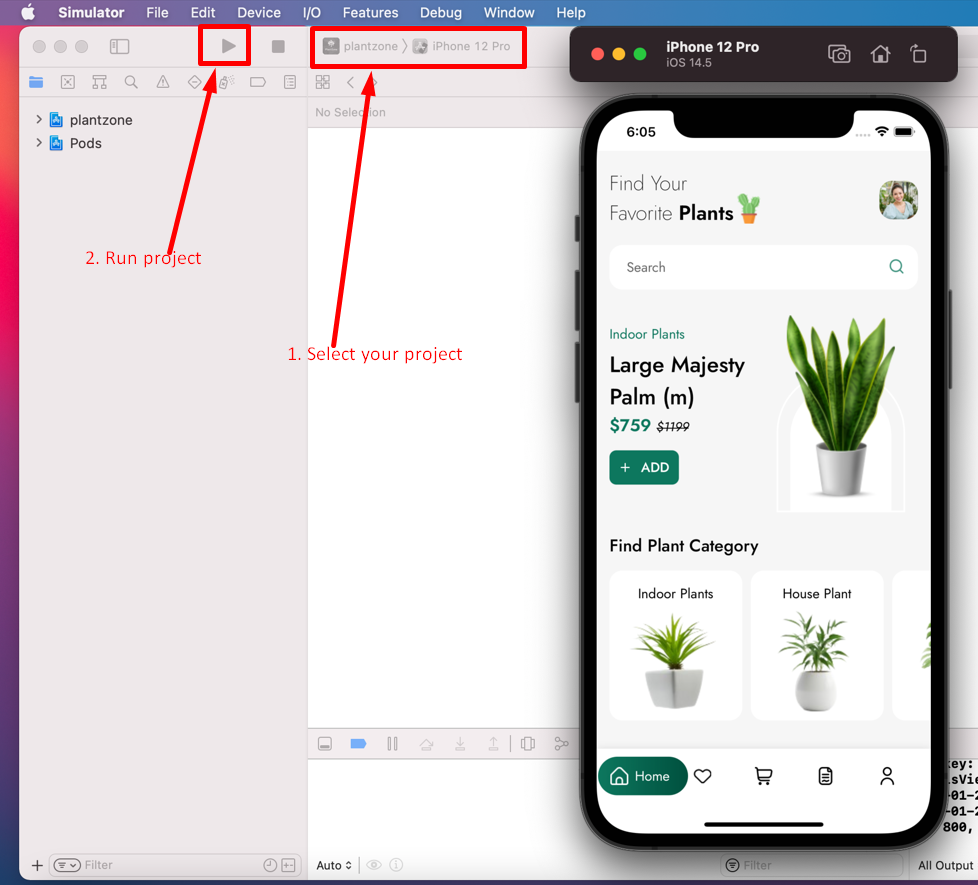 Simulator File Edit Device I/O Features Debug Window Help
plantzone 〉 iPhone 12 Pro
iPhone 12 Pro
iOS 14.5
No Selection
plantzone
Pods
2. Run project
1. Select your project
6:05
Find Your
Favorite Plants
Search
Indoor Plants
Large Majesty
Palm (m)
$759 $1199
+ ADD
Find Plant Category
Indoor Plants House Plant
Home
key:
sVie
-01-2
-01-2
800,
Filter
Auto
Filter
All Output